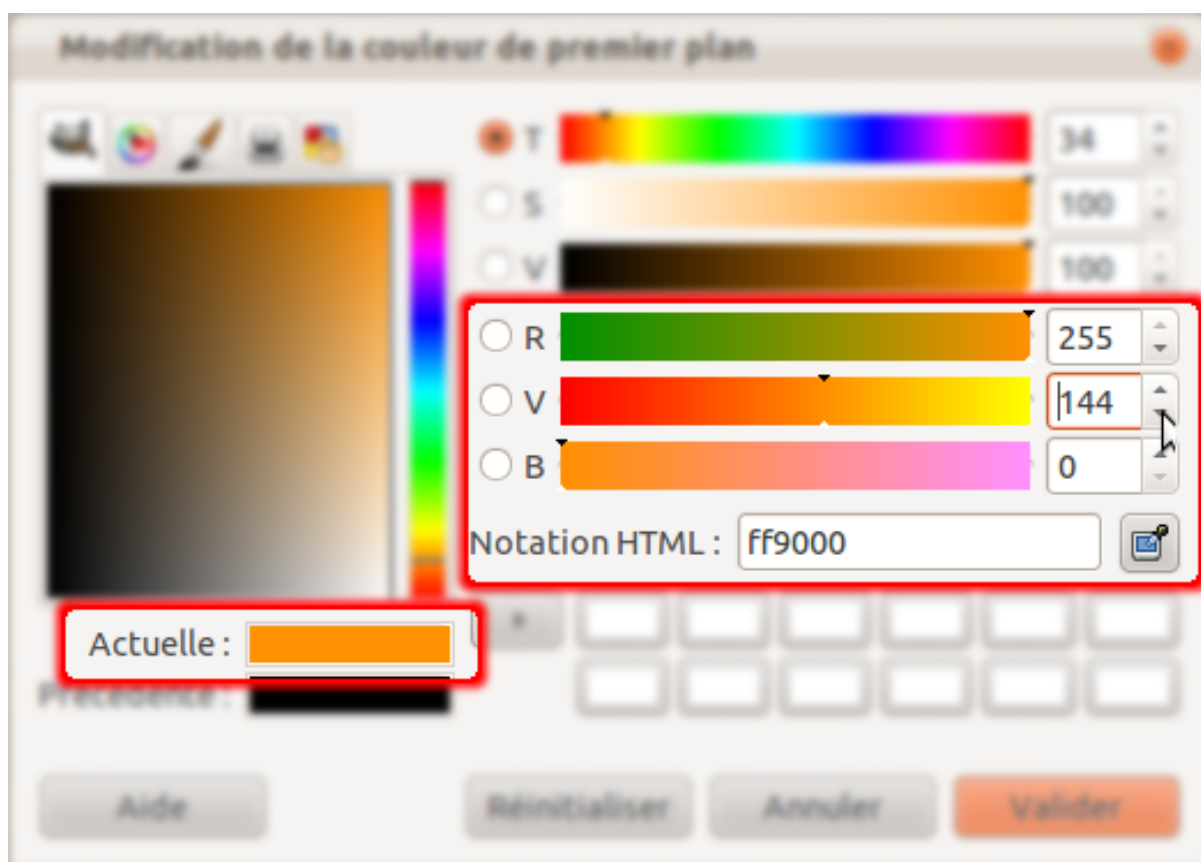 Modification de la couleur de premier plan
T 34
S 100
V 100
R 255
V 144
B 0
Notation HTML : ff9000
Actuelle :
Précédente :
Aide Réinitialiser Annuler Valider